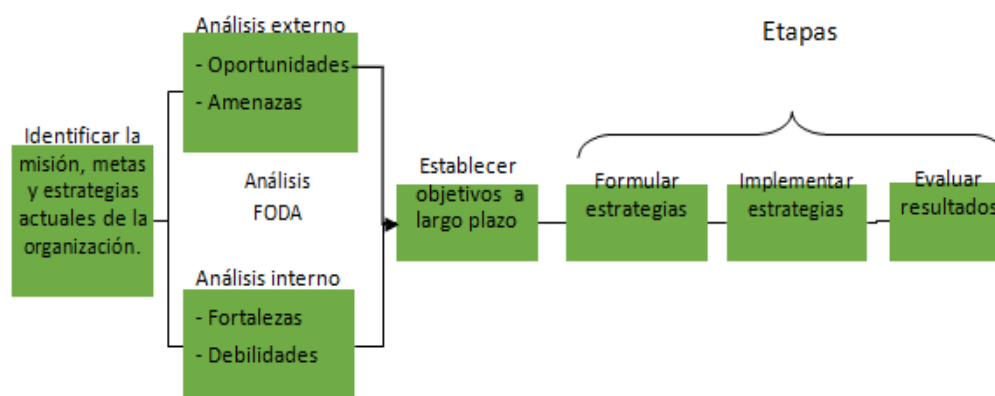 Identificar la
misión, metas
y estrategias
actuales de la
organización.
Análisis externo
- Oportunidades
- Amenazas
Análisis
FODA
Análisis interno
- Fortalezas
- Debilidades
Establecer
objetivos a
largo plazo
Etapas
Formular
estrategias
Implementar
estrategias
Evaluar
resultados